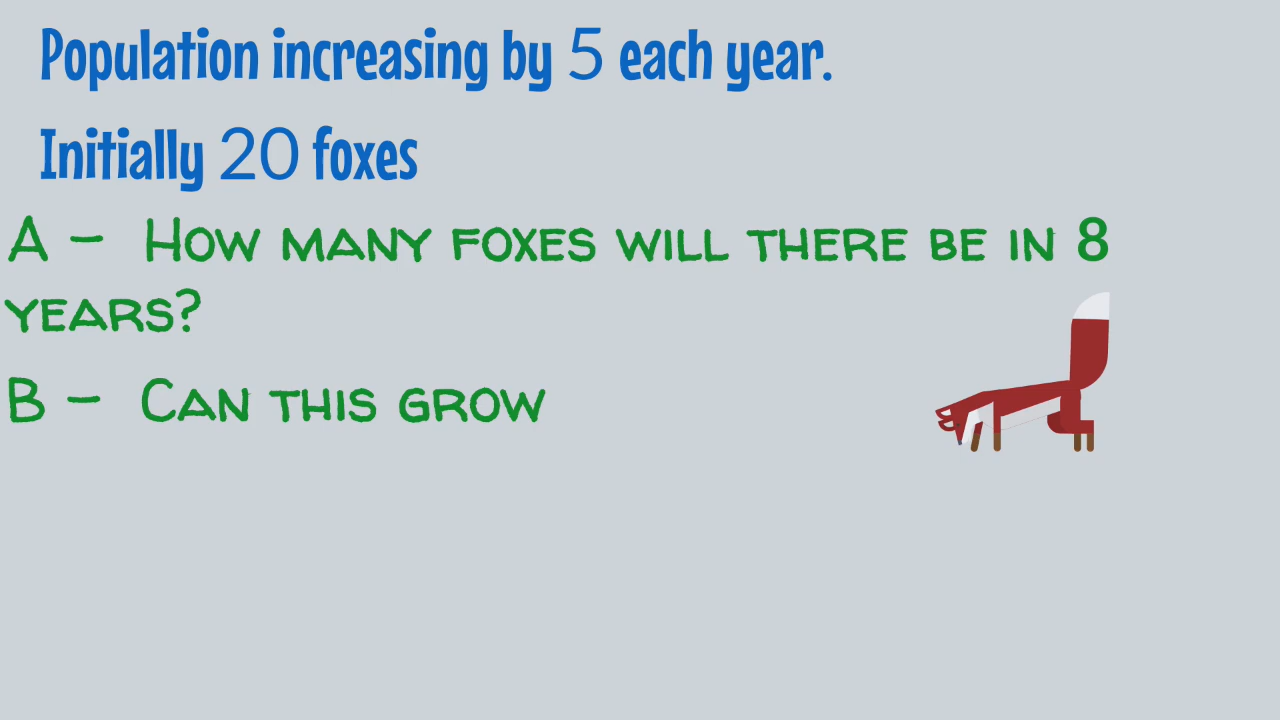 Population increasing by 5 each year.
Initially 20 foxes
A - How many foxes will there be in 8
years?
B - Can this grow